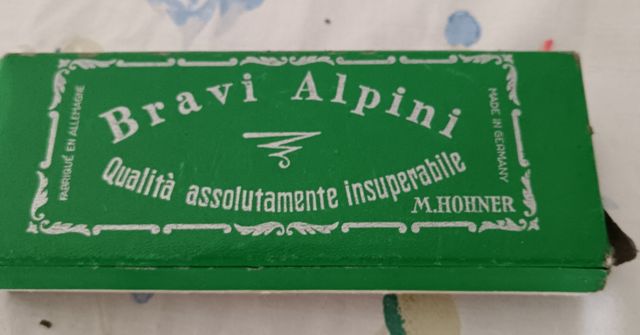 Bravi Alpini
Qualità assolutamente insuperabile
M. HOHNER
FABRIQUÉ EN ALLEMAGNE
MADE IN GERMANY